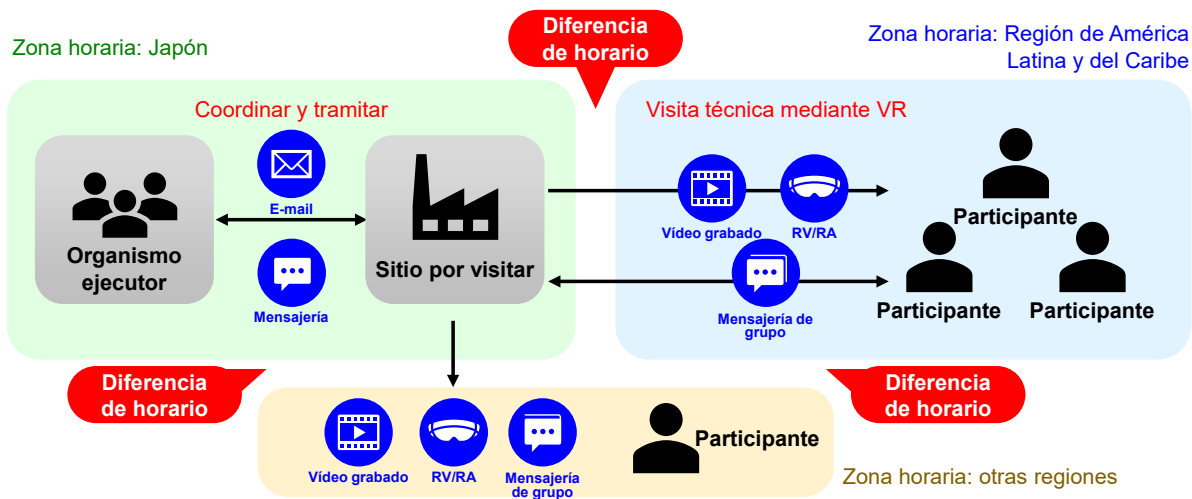 Diferencia
de horario
Zona horaria: Japón
Zona horaria: Región de América
Latina y del Caribe
Coordinar y tramitar
Visita técnica mediante VR
E-mail
Organismo
ejecutor
Mensajería
Sitio por visitar
Vídeo grabado
RV/RA
Participante
Mensajería de
grupo
Participante
Participante
Diferencia
de horario
Diferencia
de horario
Vídeo grabado
RV/RA
Mensajería
de grupo
Participante
Zona horaria: otras regiones